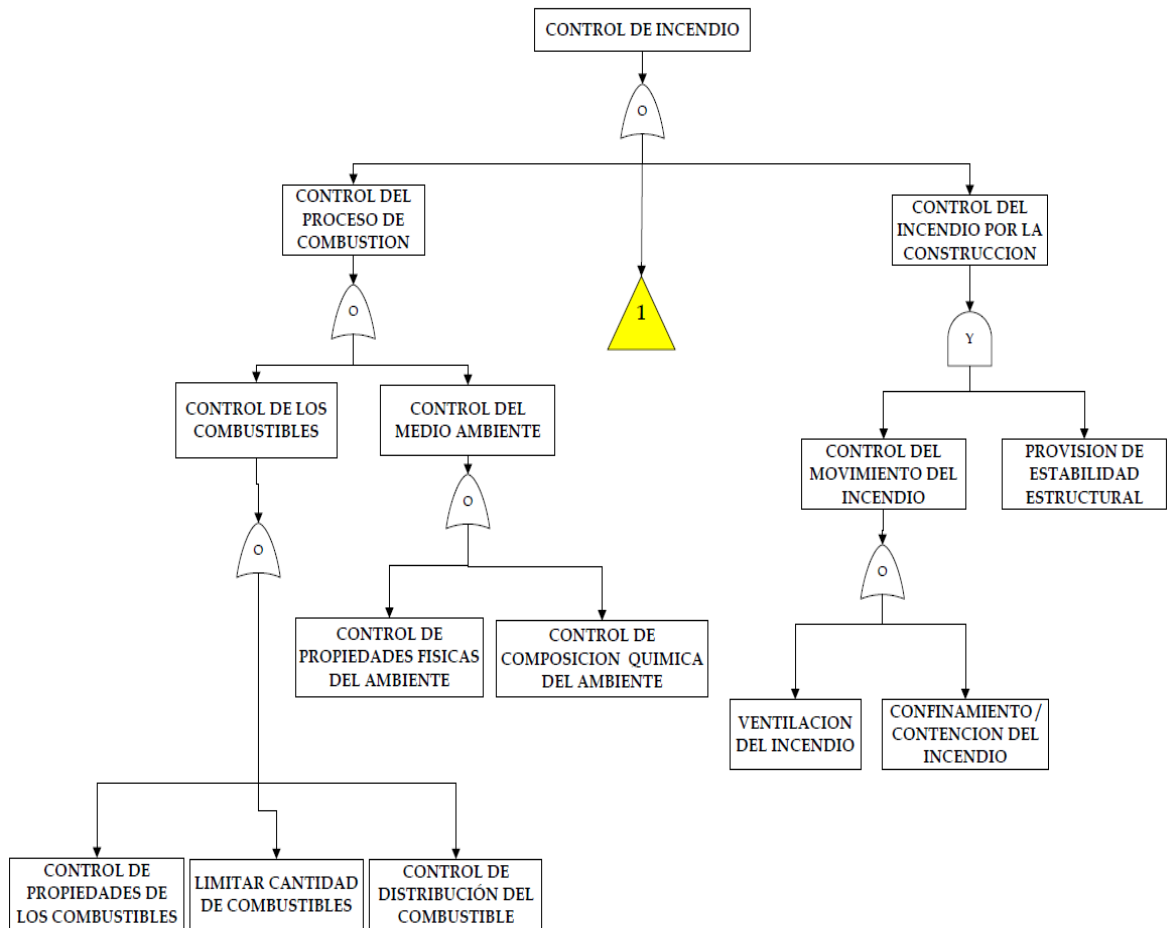 CONTROL DE INCENDIO
O
CONTROL DEL
PROCESO DE
COMBUSTION
CONTROL DEL
INCENDIO POR LA
CONSTRUCCION
O
1
Y
CONTROL DE LOS
COMBUSTIBLES
CONTROL DEL
MEDIO AMBIENTE
CONTROL DEL
MOVIMIENTO DEL
INCENDIO
PROVISION DE
ESTABILIDAD
ESTRUCTURAL
O
O
O
CONTROL DE
PROPIEDADES FISICAS
DEL AMBIENTE
CONTROL DE
COMPOSICION QUIMICA
DEL AMBIENTE
VENTILACION
DEL INCENDIO
CONFINAMIENTO /
CONTENCION DEL
INCENDIO
CONTROL DE
PROPIEDADES DE
LOS COMBUSTIBLES
LIMITAR CANTIDAD
DE COMBUSTIBLES
CONTROL DE
DISTRIBUCIÓN DEL
COMBUSTIBLE